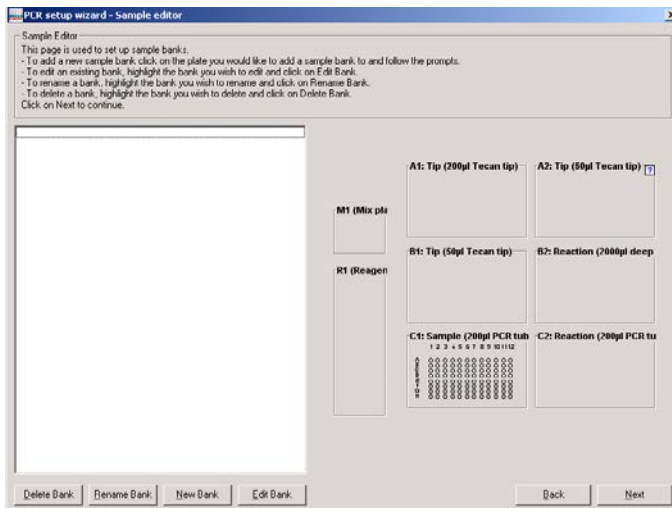 PCR setup wizard - Sample editor
Sample Editor
This page is used to set up sample banks.
- To add a new sample bank click on the plate you would like to add a sample bank to and follow the prompts.
- To edit an existing bank, highlight the bank you wish to edit and click on Edit Bank.
- To rename a bank, highlight the bank you wish to rename and click on Rename Bank.
- To delete a bank, highlight the bank you wish to delete and click on Delete Bank.
Click on Next to continue.
A1: Tip (200µl Tecan tip)
A2: Tip (50µl Tecan tip)
?
M1 (Mix pla
B1: Tip (50µl Tecan tip)
B2: Reaction (2000µl deep
R1 (Reagen
C1: Sample (200µl PCR tub
C2: Reaction (200µl PCR tu
1 2 3 4 5 6 7 8 9 10 11 12
Delete Bank
Rename Bank
New Bank
Edit Bank
Back
Next